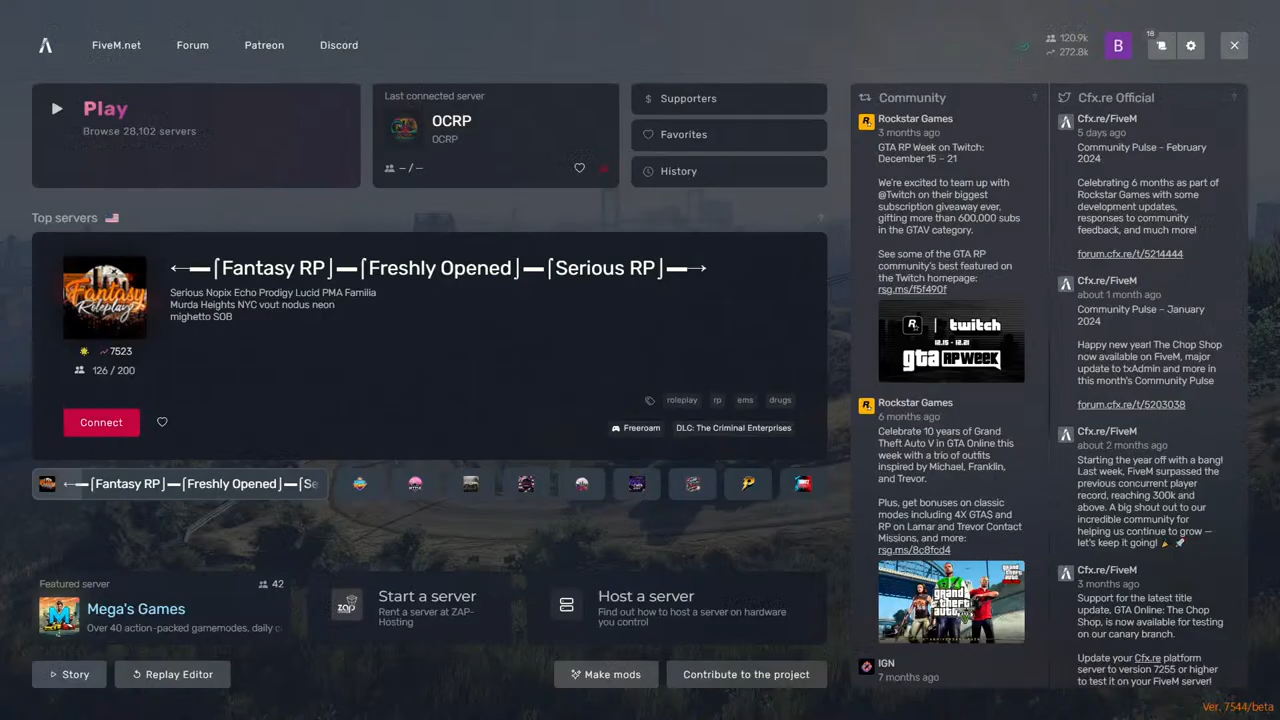 FiveM.net
Forum
Patreon
Discord
120.9k
272.8k
B
18
Play
Browse 28,102 servers
Last connected server
OCRP
OCRP
– / –
Supporters
Favorites
History
Top servers
?
Fantasy Roleplay
←—⌈Fantasy RP⌋—⌈Freshly Opened⌋—⌈Serious RP⌋—→
Serious Nopix Echo Prodigy Lucid PMA Familia
Murda Heights NYC vout nodus neon
mighetto SOB
7523
126 / 200
Connect
roleplay
rp
ems
drugs
Freeroam
DLC: The Criminal Enterprises
←—⌈Fantasy RP⌋—⌈Freshly Opened⌋—⌈Se
Featured server
42
Mega's Games
Over 40 action-packed gamemodes, daily c
ZAP
Start a server
Rent a server at ZAP-
Hosting
Host a server
Find out how to host a server on hardware
you control
Story
Replay Editor
Make mods
Contribute to the project
Community
?
Rockstar Games
3 months ago
GTA RP Week on Twitch:
December 15 – 21
We're excited to team up with
@Twitch on their biggest
subscription giveaway ever,
gifting more than 600,000 subs
in the GTAV category.
See some of the GTA RP
community's best featured on
the Twitch homepage:
rsg.ms/f5f490f
R
twitch
12.15 - 12.21
gta RP WEEK
Rockstar Games
6 months ago
Celebrate 10 years of Grand
Theft Auto V in GTA Online this
week with a trio of outfits
inspired by Michael, Franklin,
and Trevor.
Plus, get bonuses on classic
modes including 4X GTA$ and
RP on Lamar and Trevor Contact
Missions, and more:
rsg.ms/8c8fcd4
grand
theft
auto
IGN
7 months ago
Cfx.re Official
?
Cfx.re/FiveM
5 days ago
Community Pulse – February
2024
Celebrating 6 months as part of
Rockstar Games with some
development updates,
responses to community
feedback, and much more!
forum.cfx.re/t/5214444
Cfx.re/FiveM
about 1 month ago
Community Pulse – January
2024
Happy new year! The Chop Shop
now available on FiveM, major
update to txAdmin and more in
this month's Community Pulse
forum.cfx.re/t/5203038
Cfx.re/FiveM
about 2 months ago
Starting the year off with a bang!
Last week, FiveM surpassed the
previous concurrent player
record, reaching 300k and
above. A big shout out to our
incredible community for
helping us continue to grow —
let's keep it going! 🎉 🚀
Cfx.re/FiveM
3 months ago
Support for the latest title
update, GTA Online: The Chop
Shop, is now available for testing
on our canary branch.
Update your Cfx.re platform
server to version 7255 or higher
to test it on your FiveM server!
Ver. 7544/beta